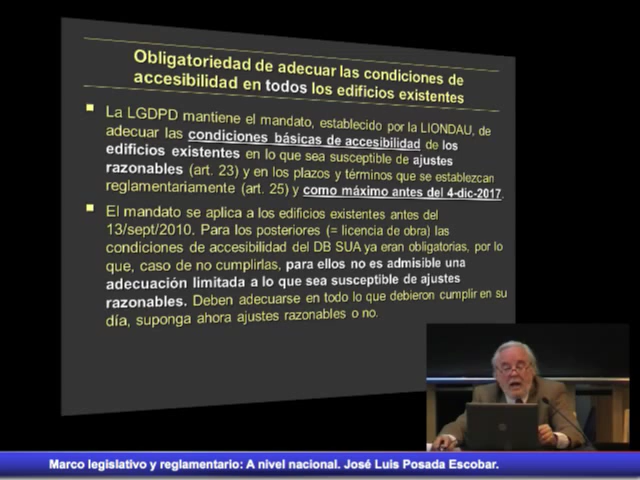 Obligatoriedad de adecuar las condiciones de
accesibilidad en todos los edificios existentes
La LGDPD mantiene el mandato, establecido por la LIONDAU, de
adecuar las condiciones básicas de accesibilidad de los
edificios existentes en lo que sea susceptible de ajustes
razonables (art. 23) y en los plazos y términos que se establezcan
reglamentariamente (art. 25) y como máximo antes del 4-dic-2017.
El mandato se aplica a los edificios existentes antes del
13/sept/2010. Para los posteriores (= licencia de obra) las
condiciones de accesibilidad del DB SUA ya eran obligatorias, por lo
que, caso de no cumplirlas, para ellos no es admisible una
adecuación limitada a lo que sea susceptible de ajustes
razonables. Deben adecuarse en todo lo que debieron cumplir en su
día, suponga ahora ajustes razonables o no.
Marco legislativo y reglamentario: A nivel nacional. José Luis Posada Escobar.